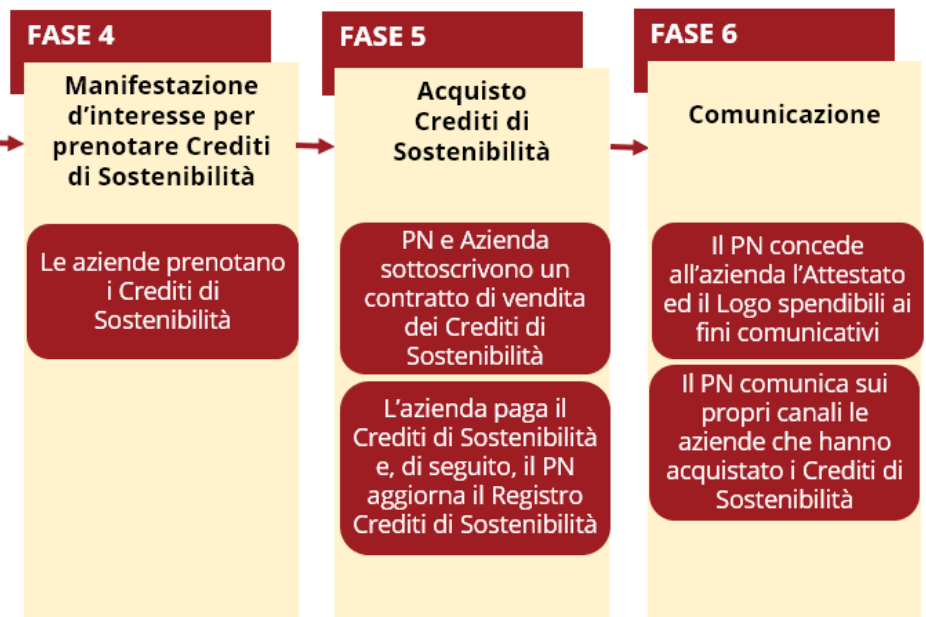 FASE 4
Manifestazione
d'interesse per
prenotare Crediti
di Sostenibilità
Le aziende prenotano
i Crediti di
Sostenibilità
FASE 5
Acquisto
Crediti di
Sostenibilità
PN e Azienda
sottoscrivono un
contratto di vendita
dei Crediti di
Sostenibilità
L'azienda paga il
Crediti di Sostenibilità
e, di seguito, il PN
aggiorna il Registro
Crediti di Sostenibilità
FASE 6
Comunicazione
Il PN concede
all'azienda l'Attestato
ed il Logo spendibili ai
fini comunicativi
Il PN comunica sui
propri canali le
aziende che hanno
acquistato i Crediti di
Sostenibilità